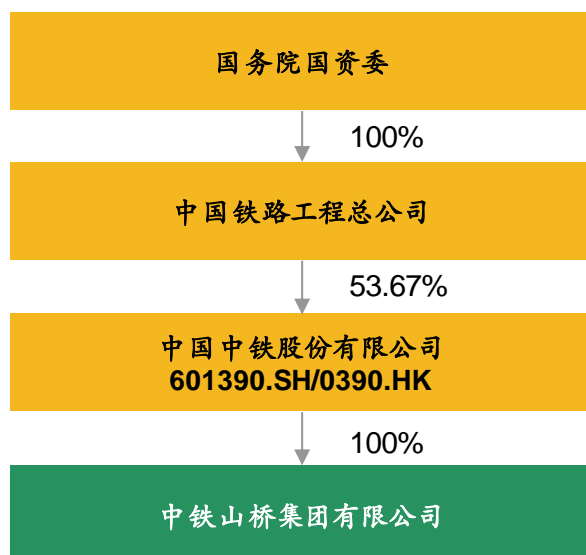 国务院国资委
100%
中国铁路工程总公司
53.67%
中国中铁股份有限公司
601390.SH/0390.HK
100%
中铁山桥集团有限公司